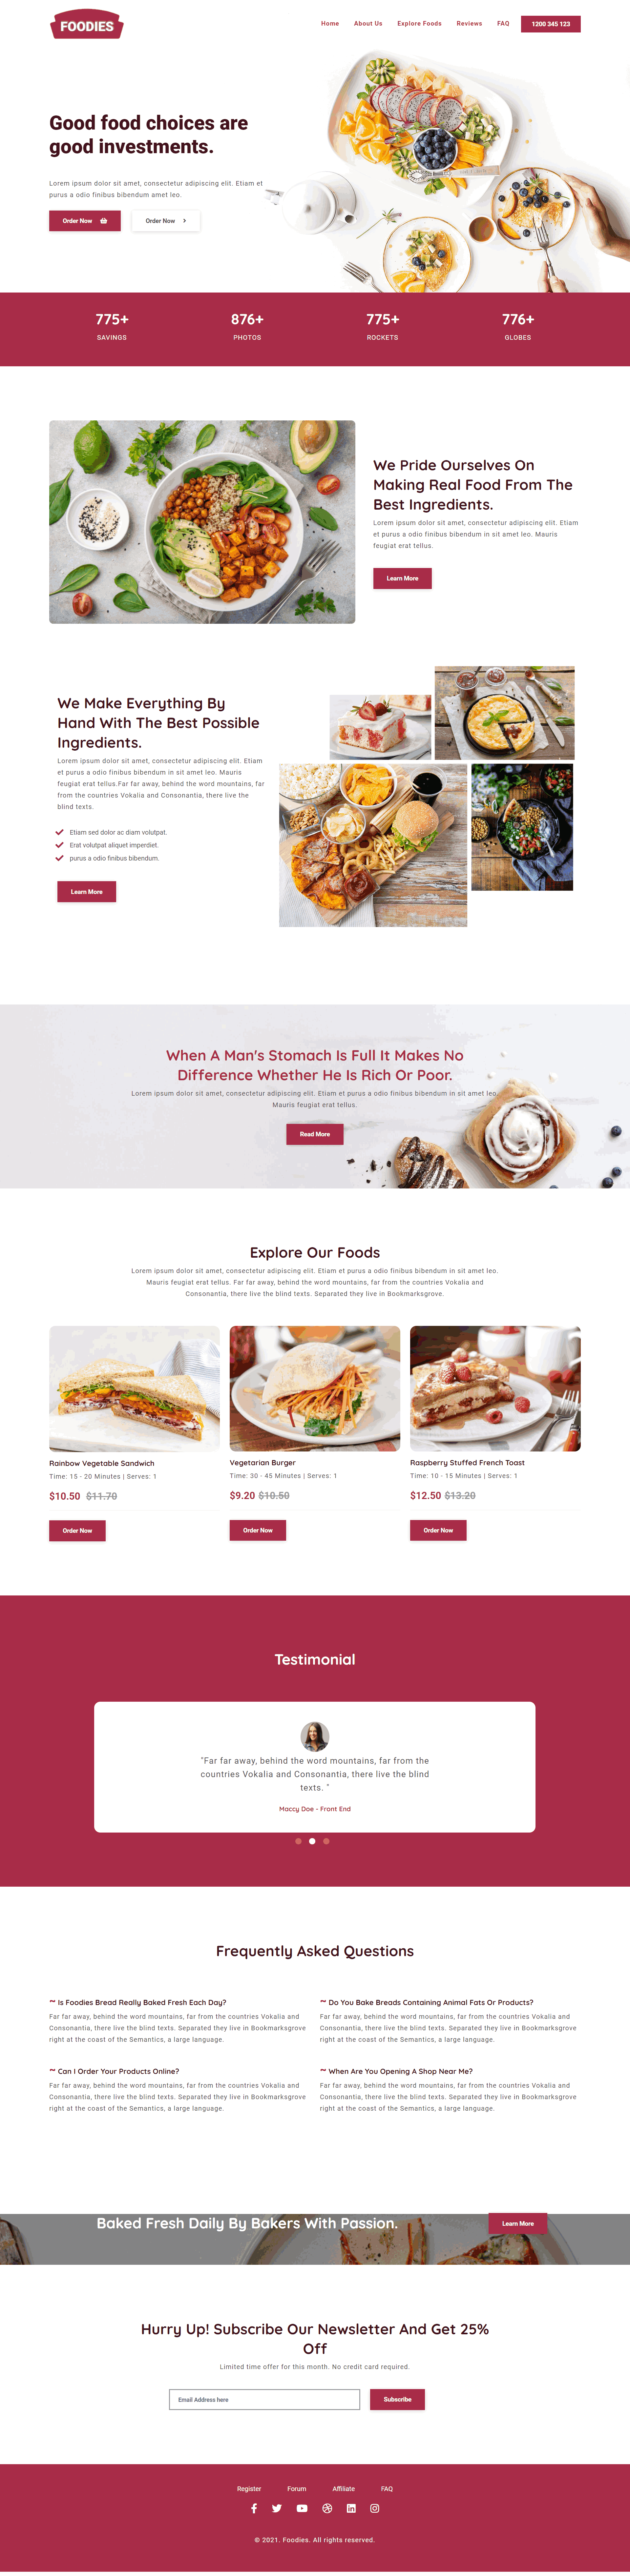 FOODIES
Home About Us Explore Foods Reviews FAQ 1200 345 123
Good food choices are
good investments.
Lorem ipsum dolor sit amet, consectetur adipiscing elit. Etiam et
purus a odio finibus bibendum amet leo.
Order Now Order Now
775+ 876+ 775+ 776+
SAVINGS PHOTOS ROCKETS GLOBES
We Pride Ourselves On
Making Real Food From The
Best Ingredients.
Lorem ipsum dolor sit amet, consectetur adipiscing elit. Etiam
et purus a odio finibus bibendum in sit amet leo. Mauris
feugiat erat tellus.
Learn More
We Make Everything By
Hand With The Best Possible
Ingredients.
Lorem ipsum dolor sit amet, consectetur adipiscing elit. Etiam
et purus a odio finibus bibendum in sit amet leo. Mauris
feugiat erat tellus.Far far away, behind the word mountains, far
from the countries Vokalia and Consonantia, there live the
blind texts.
Etiam sed dolor ac diam volutpat.
Erat volutpat aliquet imperdiet.
purus a odio finibus bibendum.
Learn More
When A Man's Stomach Is Full It Makes No
Difference Whether He Is Rich Or Poor.
Lorem ipsum dolor sit amet, consectetur adipiscing elit. Etiam et purus a odio finibus bibendum in sit amet leo.
Mauris feugiat erat tellus.
Read More
Explore Our Foods
Lorem ipsum dolor sit amet, consectetur adipiscing elit. Etiam et purus a odio finibus bibendum in sit amet leo.
Mauris feugiat erat tellus. Far far away, behind the word mountains, far from the countries Vokalia and
Consonantia, there live the blind texts. Separated they live in Bookmarksgrove.
Rainbow Vegetable Sandwich
Time: 15 - 20 Minutes | Serves: 1
$10.50 $11.70
Order Now
Vegetarian Burger
Time: 30 - 45 Minutes | Serves: 1
$9.20 $10.50
Order Now
Raspberry Stuffed French Toast
Time: 10 - 15 Minutes | Serves: 1
$12.50 $13.20
Order Now
Testimonial
"Far far away, behind the word mountains, far from the
countries Vokalia and Consonantia, there live the blind
texts. "
Maccy Doe - Front End
Frequently Asked Questions
~ Is Foodies Bread Really Baked Fresh Each Day?
Far far away, behind the word mountains, far from the countries Vokalia and
Consonantia, there live the blind texts. Separated they live in Bookmarksgrove
right at the coast of the Semantics, a large language.
~ Do You Bake Breads Containing Animal Fats Or Products?
Far far away, behind the word mountains, far from the countries Vokalia and
Consonantia, there live the blind texts. Separated they live in Bookmarksgrove
right at the coast of the Semantics, a large language.
~ Can I Order Your Products Online?
Far far away, behind the word mountains, far from the countries Vokalia and
Consonantia, there live the blind texts. Separated they live in Bookmarksgrove
right at the coast of the Semantics, a large language.
~ When Are You Opening A Shop Near Me?
Far far away, behind the word mountains, far from the countries Vokalia and
Consonantia, there live the blind texts. Separated they live in Bookmarksgrove
right at the coast of the Semantics, a large language.
Baked Fresh Daily By Bakers With Passion.
Learn More
Hurry Up! Subscribe Our Newsletter And Get 25%
Off
Limited time offer for this month. No credit card required.
Email Address here Subscribe
Register Forum Affiliate FAQ
© 2021. Foodies. All rights reserved.